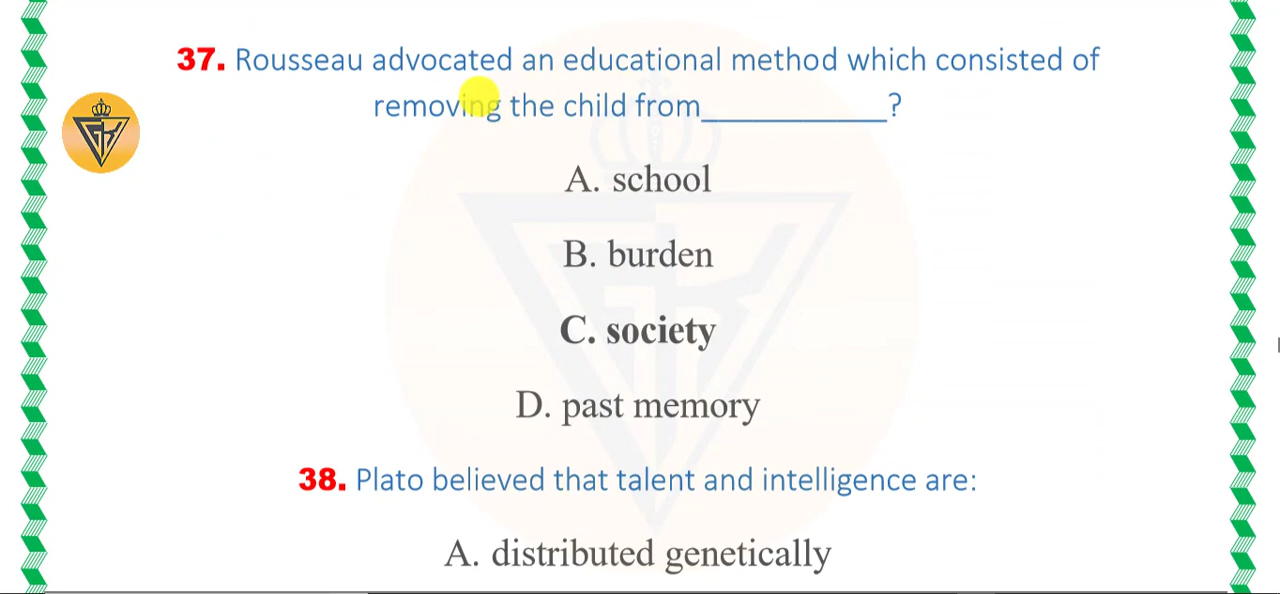 37. Rousseau advocated an educational method which consisted of
removing the child from____________?
A. school
B. burden
C. society
D. past memory
38. Plato believed that talent and intelligence are:
A. distributed genetically